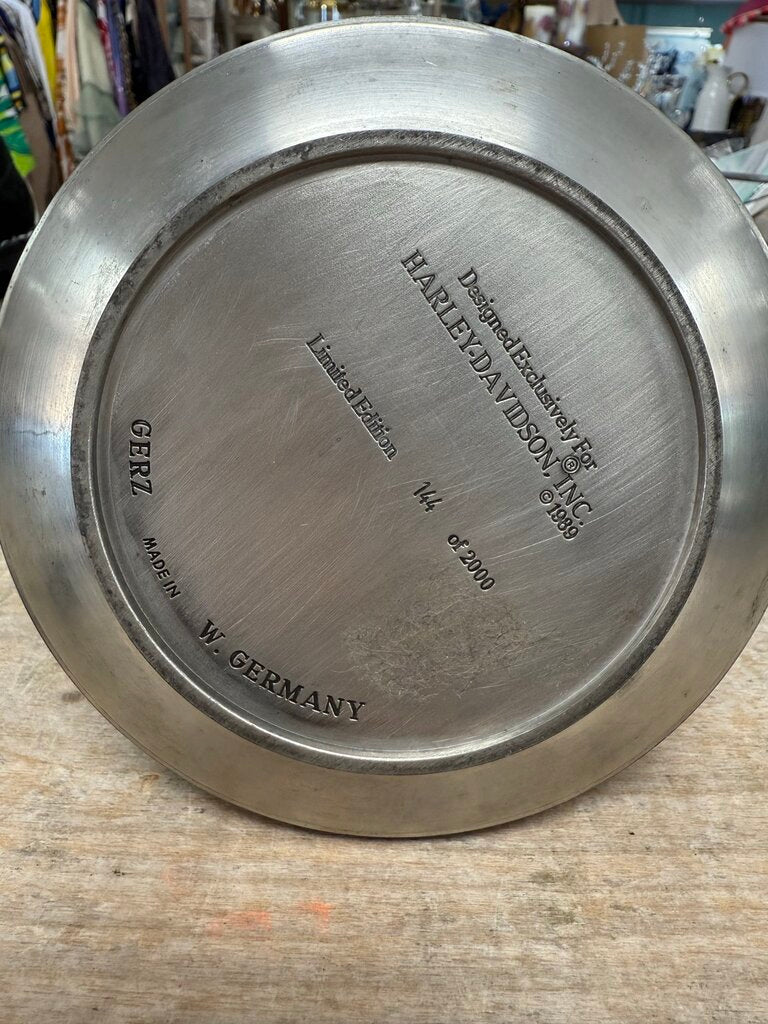 Designed Exclusively For
HARLEY-DAVIDSON, INC.
®
©1989
Limited Edition 144 of 2000
GERZ
MADE IN
W. GERMANY